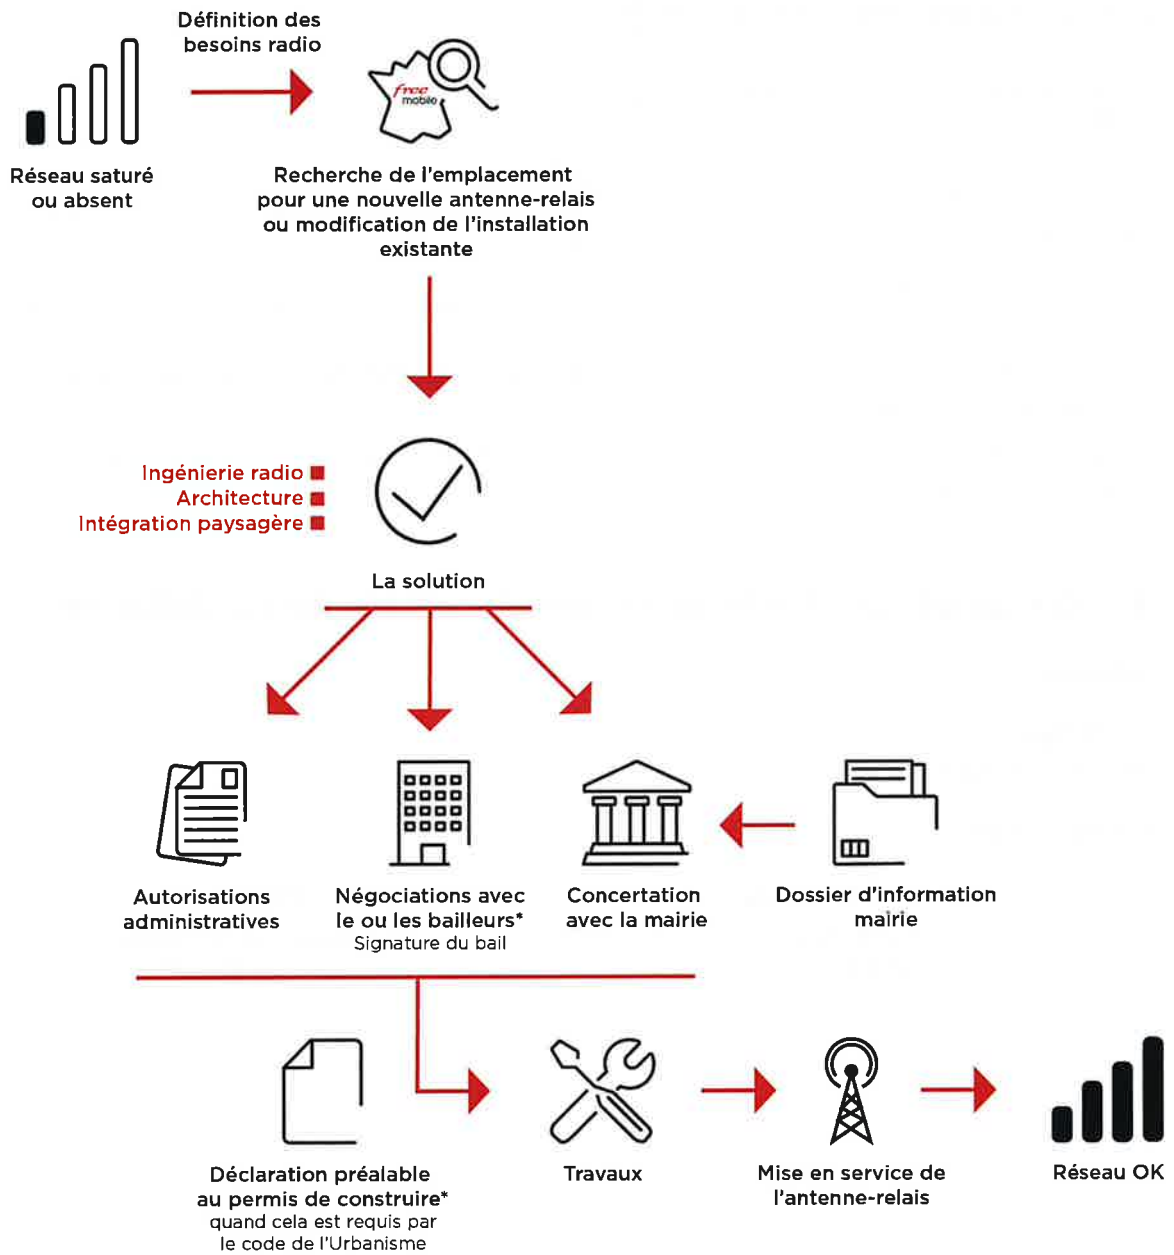 Définition des
besoins radio
free
mobile
Réseau saturé
ou absent
Recherche de l'emplacement
pour une nouvelle antenne-relais
ou modification de l'installation
existante
Ingénierie radio
Architecture
Intégration paysagère
La solution
Autorisations
administratives
Négociations avec
le ou les bailleurs*
Signature du bail
Concertation
avec la mairie
Dossier d'information
mairie
Déclaration préalable
au permis de construire*
quand cela est requis par
le code de l'Urbanisme
Travaux
Mise en service de
l'antenne-relais
Réseau OK